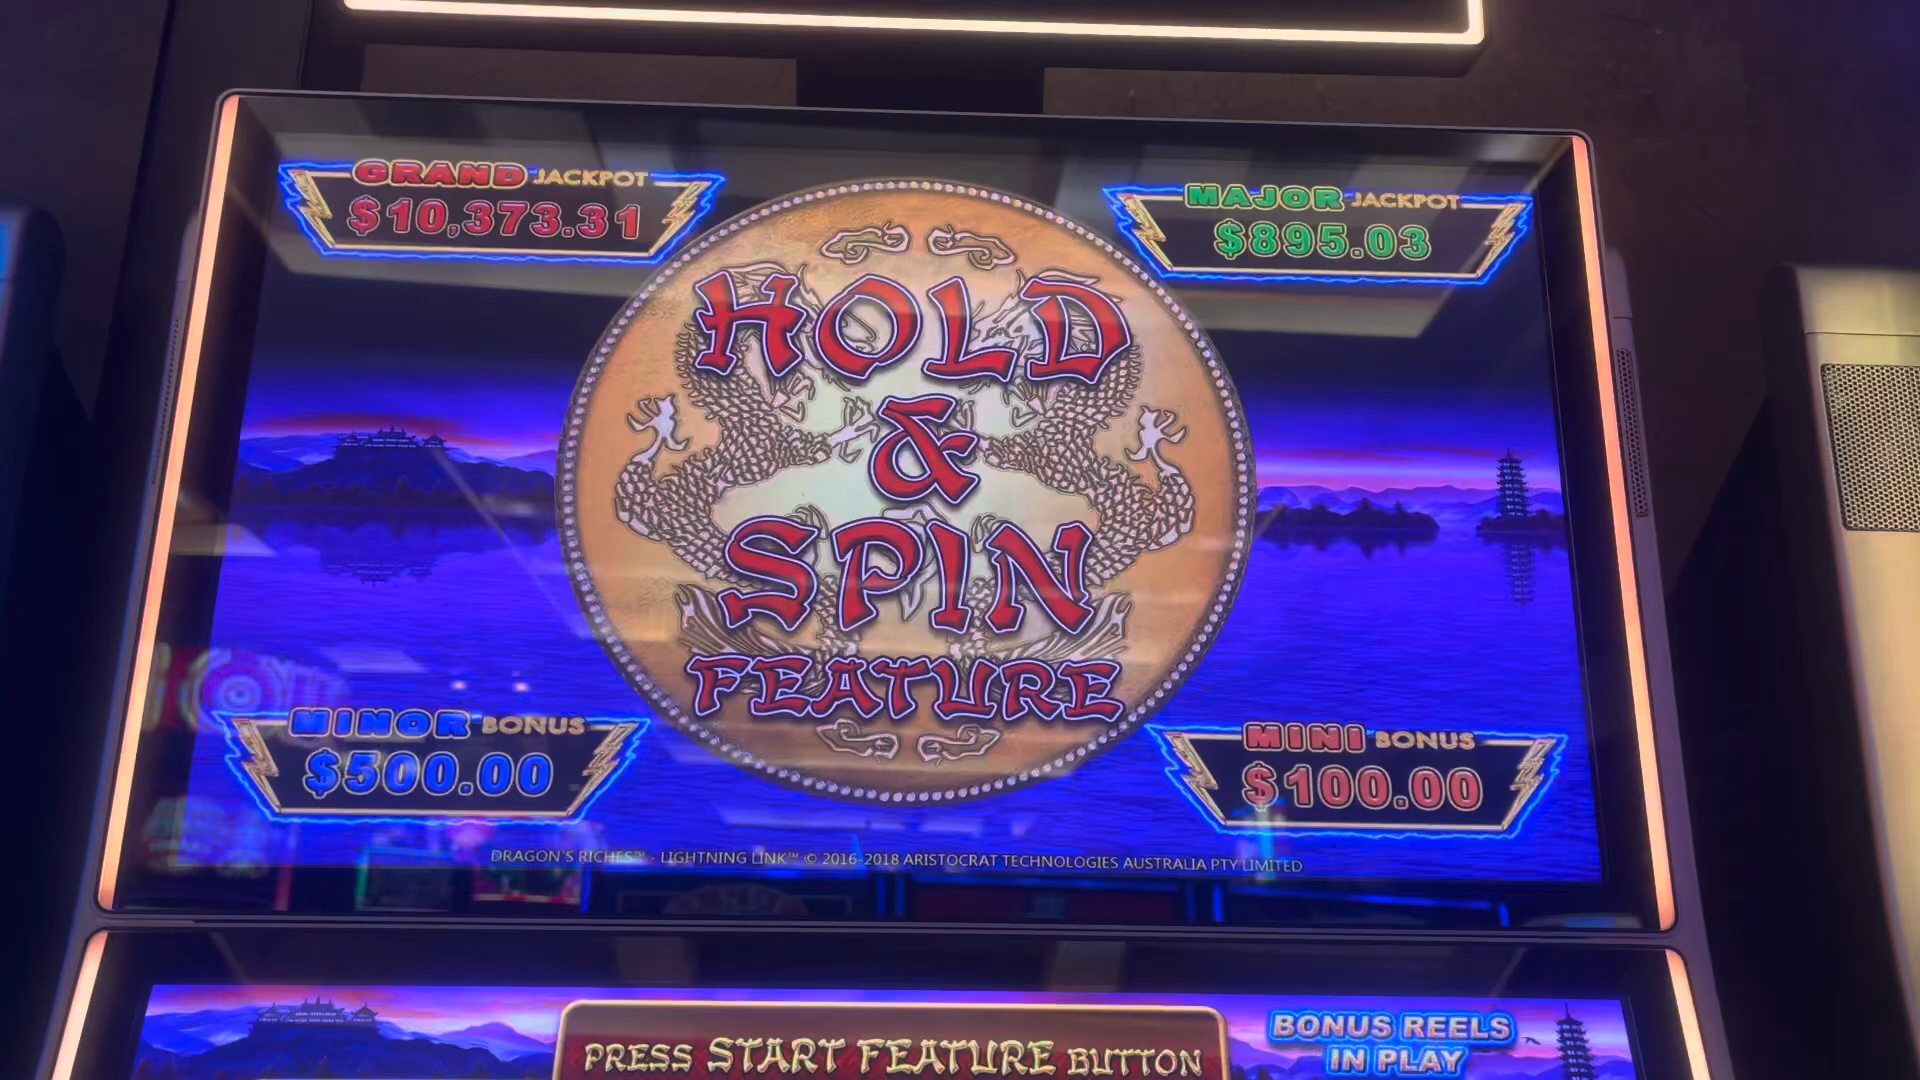 GRAND JACKPOT
$10,373.31
MAJOR JACKPOT
$895.03
HOLD
&
SPIN
FEATURE
MINOR BONUS
$500.00
MINI BONUS
$100.00
DRAGON'S RICHES™ - LIGHTNING LINK™ © 2016-2018 ARISTOCRAT TECHNOLOGIES AUSTRALIA PTY LIMITED
PRESS START FEATURE BUTTON
BONUS REELS
IN PLAY